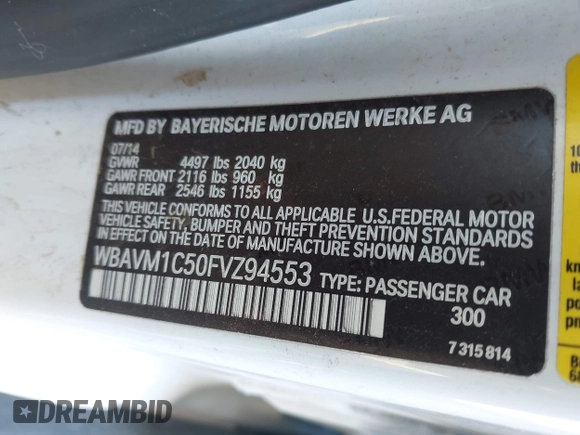 MFD BY BAYERISCHE MOTOREN WERKE AG
07/14
GVWR 4497 lbs 2040 kg
GAWR FRONT 2116 lbs 960 kg
GAWR REAR 2546 lbs 1155 kg
THIS VEHICLE CONFORMS TO ALL APPLICABLE U.S.FEDERAL MOTOR
VEHICLE SAFETY, BUMPER AND THEFT PREVENTION STANDARDS
IN EFFECT ON THE DATE OF MANUFACTURE SHOWN ABOVE.
WBAVM1C50FVZ94553 TYPE: PASSENGER CAR
300
7 315 814
DREAMBID